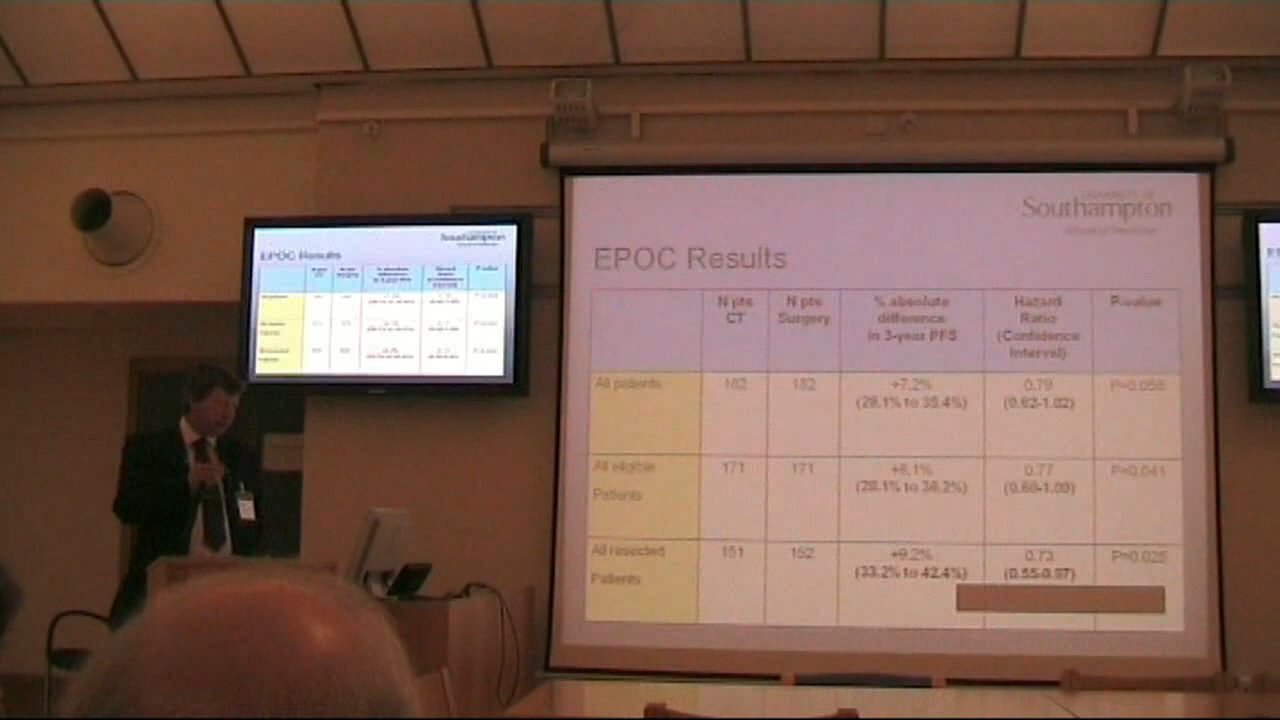 UNIVERSITY OF
Southampton
School of Medicine
EPOC Results
N pts CT
N pts Surgery
% absolute difference in 3-year PFS
Hazard Ratio (Confidence Interval)
P-value
All patients
182
182
+7.2%
(28.1% to 35.4%)
0.79
(0.62-1.02)
P=0.058
All eligible Patients
171
171
+8.1%
(28.1% to 36.2%)
0.77
(0.60-1.00)
P=0.041
All resected Patients
151
152
+9.2%
(33.2% to 42.4%)
0.73
(0.55-0.97)
P=0.025
Southampton
EPOC Results